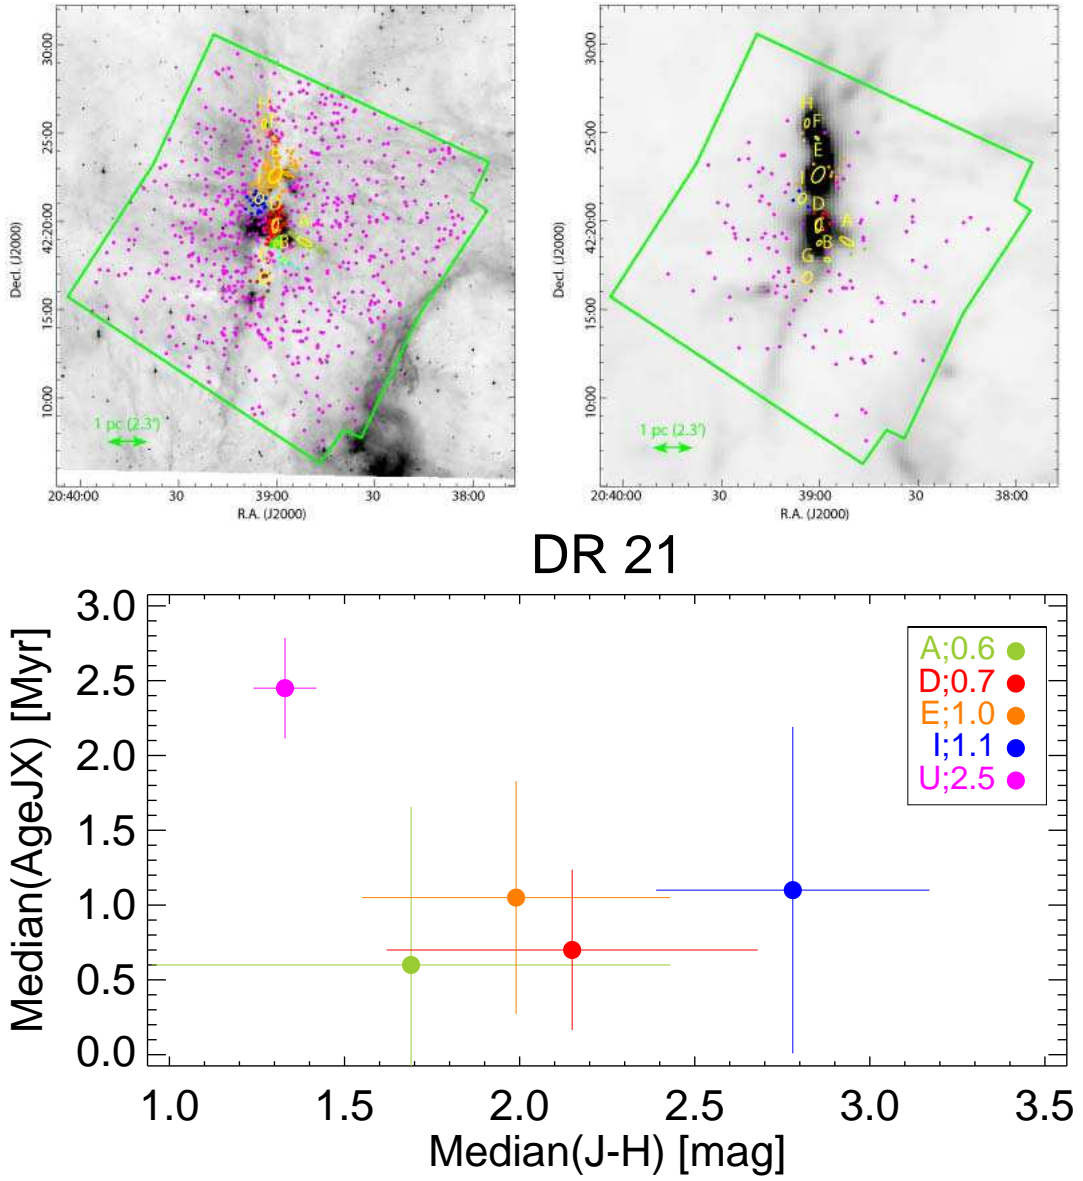 30:00
25:00
42:20:00
15:00
10:00
Decl. (J2000)
H
E
D
A
B
1 pc (2.3')
20:40:00 30 39:00 30 38:00
R.A. (J2000)
30:00
25:00
42:20:00
15:00
10:00
Decl. (J2000)
H
F
E
I
D
A
C
B
G
1 pc (2.3')
20:40:00 30 39:00 30 38:00
R.A. (J2000)
DR 21
Median(AgeJX) [Myr]
3.0
2.5
2.0
1.5
1.0
0.5
0.0
A;0.6
D;0.7
E;1.0
I;1.1
U;2.5
1.0 1.5 2.0 2.5 3.0 3.5
Median(J-H) [mag]